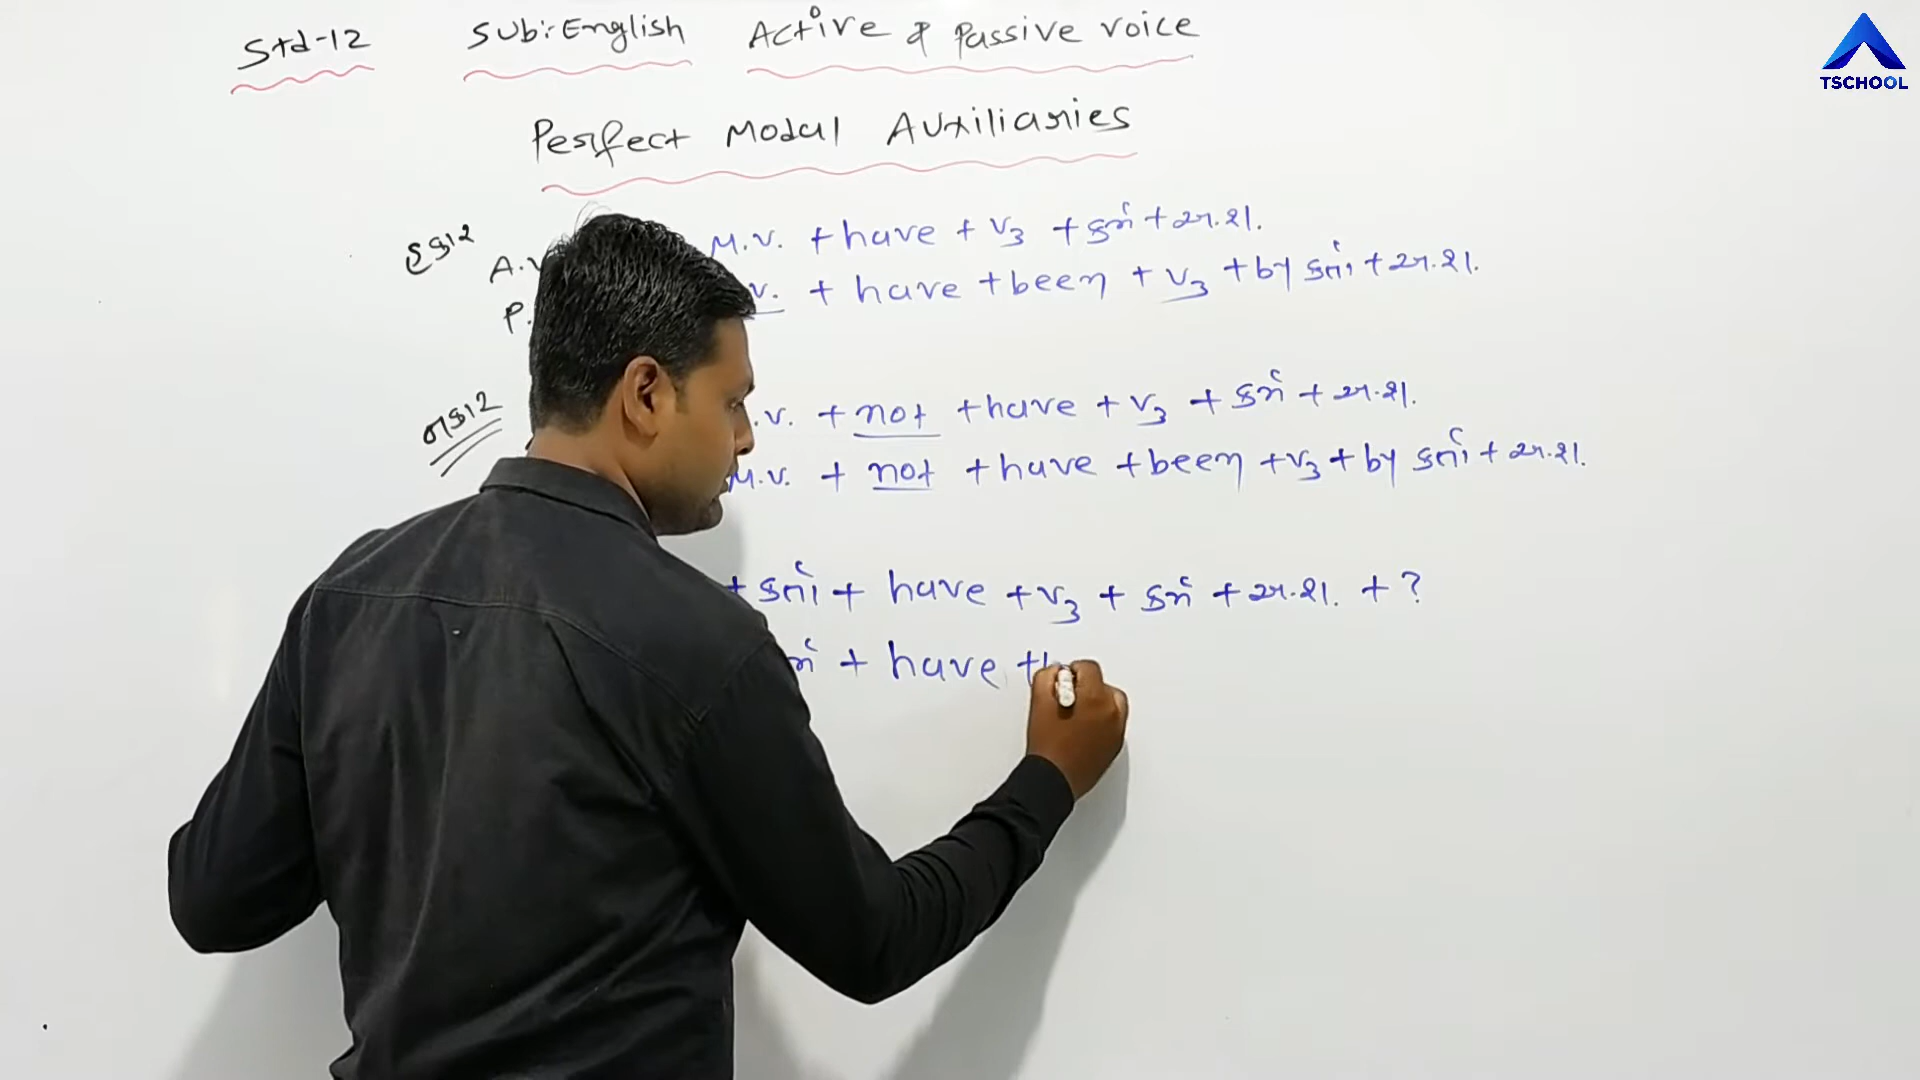 Std-12 Sub:-English Active & Passive voice
TSCHOOL
Perfect Modal Auxiliaries
હકાર
A.V. M.V. + have + V3 + કર્મ + અ.શ.
P. V. + have + been + V3 + by કર્તા + અ.શ.
નકાર
.V. + not + have + V3 + કર્મ + અ.શ.
M.V. + not + have + been + V3 + by કર્તા + અ.શ.
+ કર્તા + have + V3 + કર્મ + અ.શ. + ?
+ have +